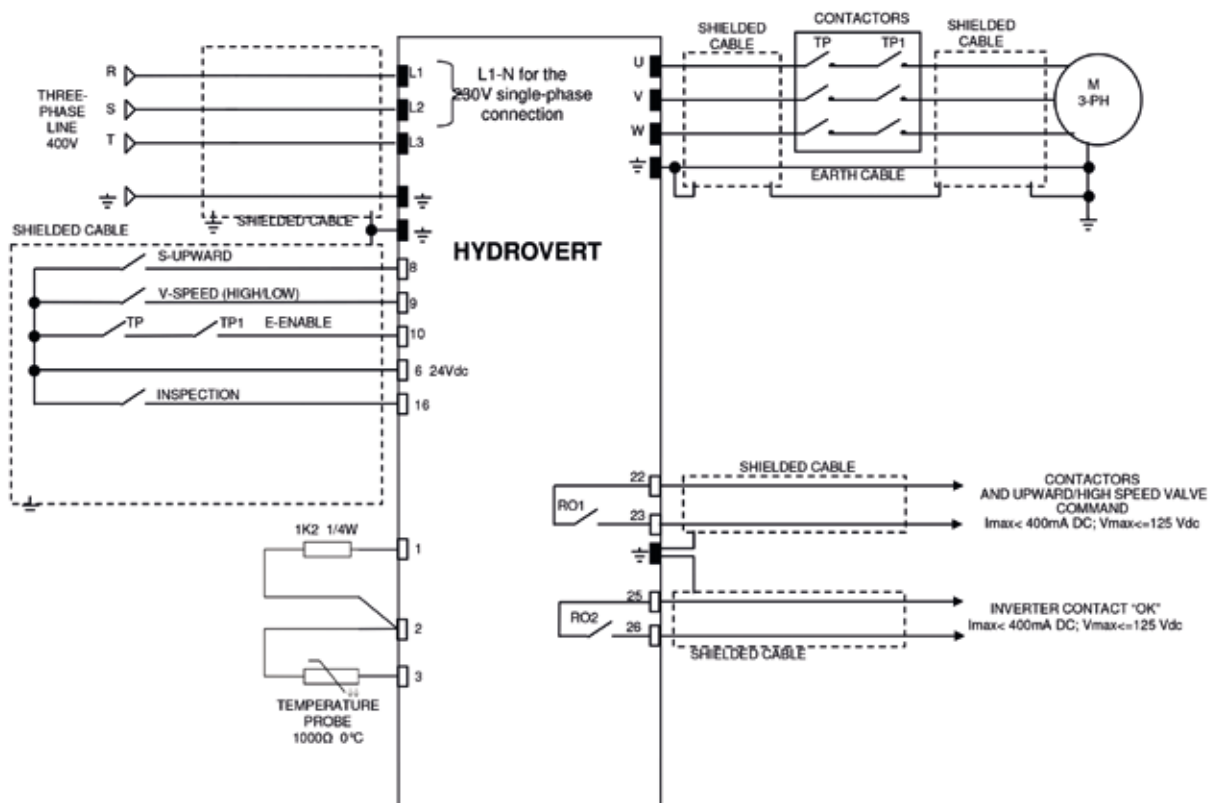 SHIELDED
CABLE
CONTACTORS
SHIELDED
CABLE
TP TP1
R
S
T
THREE-
PHASE
LINE
400V
L1
L2
L3
L1-N for the
230V single-phase
connection
U
V
W
M
3-PH
EARTH CABLE
SHIELDED CABLE
SHIELDED CABLE
HYDROVERT
S-UPWARD
8
V-SPEED (HIGH/LOW)
9
TP TP1 E-ENABLE
10
6 24Vdc
INSPECTION
16
22
RO1
23
SHIELDED CABLE
CONTACTORS
AND UPWARD/HIGH SPEED VALVE
COMMAND
Imax< 400mA DC; Vmax<=125 Vdc
1K2 1/4W
1
2
3
TEMPERATURE
PROBE
1000Ω 0°C
25
RO2
26
SHIELDED CABLE
INVERTER CONTACT "OK"
Imax< 400mA DC; Vmax<=125 Vdc